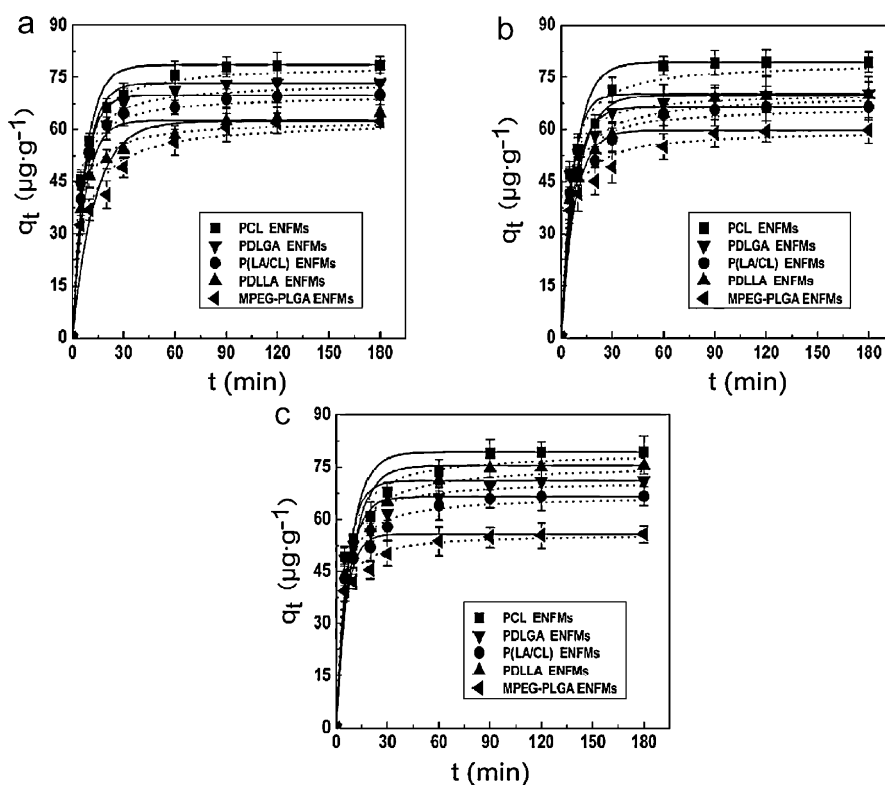 a
90
75
60
45
30
15
0
qt (µg·g⁻¹)
PCL ENFMs
PDLGA ENFMs
P(LA/CL) ENFMs
PDLLA ENFMs
MPEG-PLGA ENFMs
0 30 60 90 120 150 180
t (min)
b
90
75
60
45
30
15
0
qt (µg·g⁻¹)
PCL ENFMs
PDLGA ENFMs
P(LA/CL) ENFMs
PDLLA ENFMs
MPEG-PLGA ENFMs
0 30 60 90 120 150 180
t (min)
c
90
75
60
45
30
15
0
qt (µg·g⁻¹)
PCL ENFMs
PDLGA ENFMs
P(LA/CL) ENFMs
PDLLA ENFMs
MPEG-PLGA ENFMs
0 30 60 90 120 150 180
t (min)